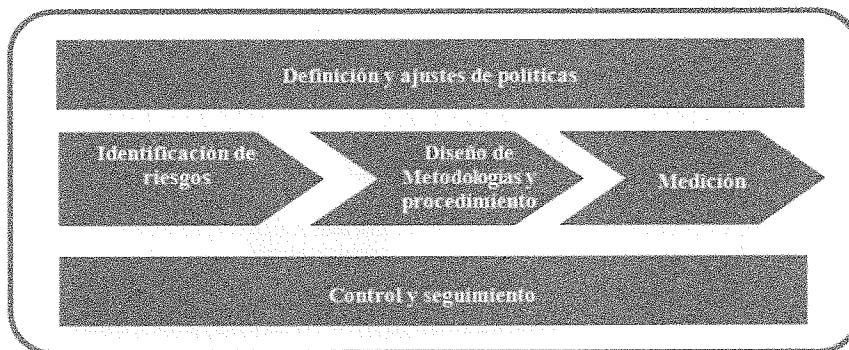 Definición y ajustes de políticas
Identificación de
riesgos
Diseño de
Metodologías y
procedimiento
Medición
Control y seguimiento